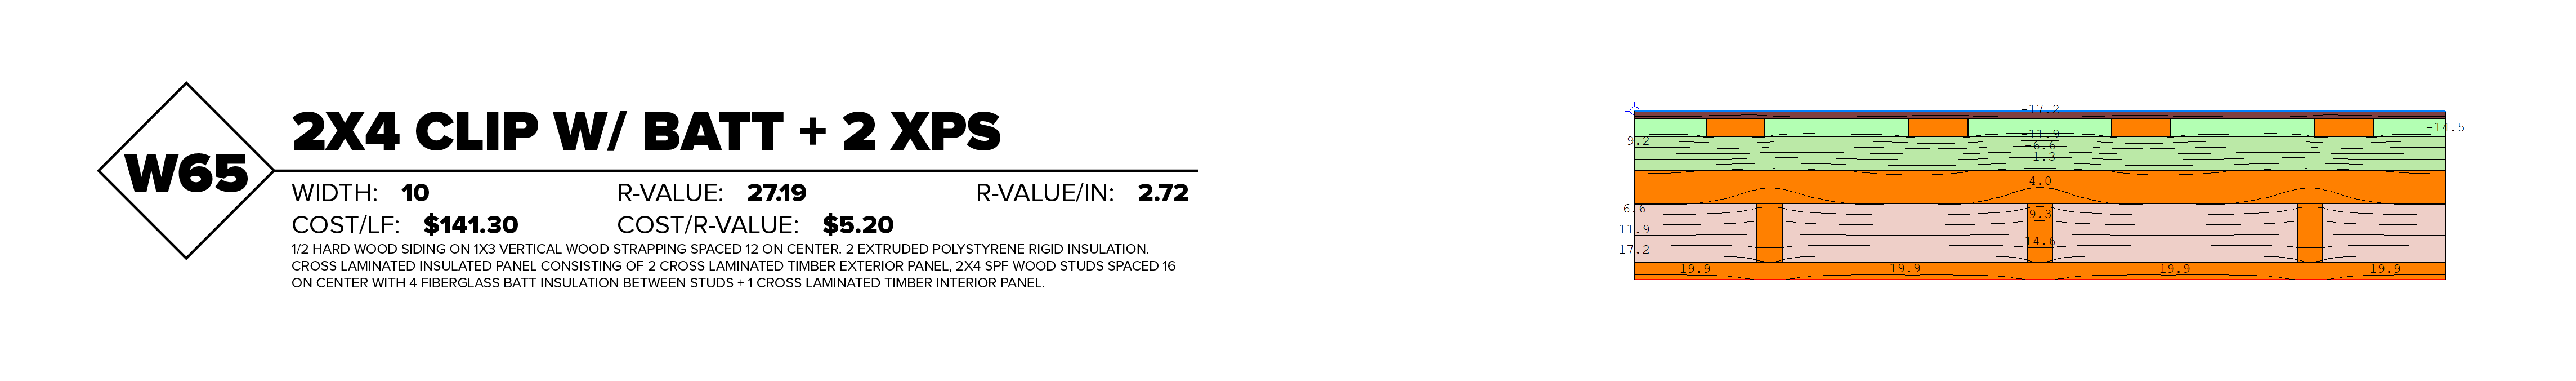 W65
2X4 CLIP W/ BATT + 2 XPS
WIDTH: 10 R-VALUE: 27.19 R-VALUE/IN: 2.72
COST/LF: $141.30 COST/R-VALUE: $5.20
1/2 HARD WOOD SIDING ON 1X3 VERTICAL WOOD STRAPPING SPACED 12 ON CENTER. 2 EXTRUDED POLYSTYRENE RIGID INSULATION.
CROSS LAMINATED INSULATED PANEL CONSISTING OF 2 CROSS LAMINATED TIMBER EXTERIOR PANEL, 2X4 SPF WOOD STUDS SPACED 16
ON CENTER WITH 4 FIBERGLASS BATT INSULATION BETWEEN STUDS + 1 CROSS LAMINATED TIMBER INTERIOR PANEL.
-17.2
-14.5
-11.9
-9.2
-6.6
-1.3
4.0
6.6
9.3
11.9
14.6
17.2
19.9 19.9 19.9 19.9